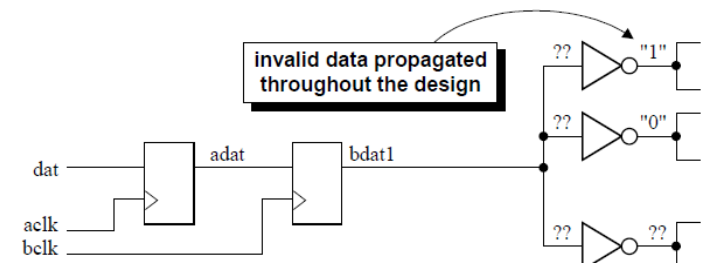 invalid data propagated
throughout the design
?? "1"
?? "0"
dat
adat
bdat1
aclk
bclk
?? ??